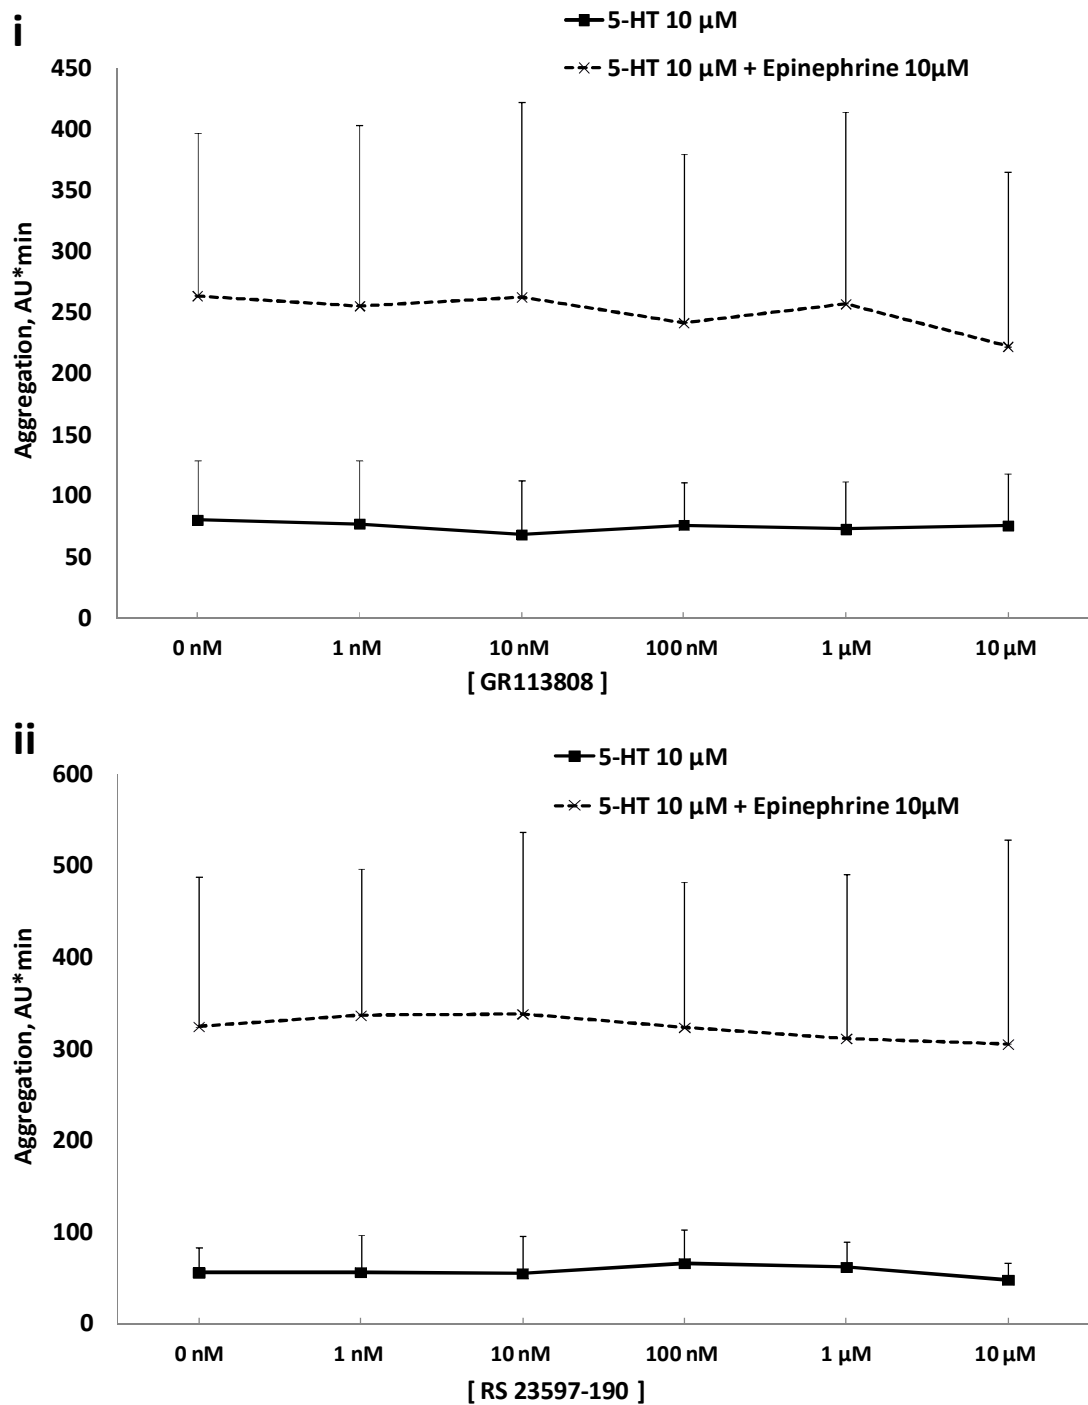 i
5-HT 10 µM
5-HT 10 µM + Epinephrine 10µM
450
400
350
300
250
200
150
100
50
0
Aggregation, AU*min
0 nM 1 nM 10 nM 100 nM 1 µM 10 µM
[ GR113808 ]
ii
5-HT 10 µM
5-HT 10 µM + Epinephrine 10µM
600
500
400
300
200
100
0
Aggregation, AU*min
0 nM 1 nM 10 nM 100 nM 1 µM 10 µM
[ RS 23597-190 ]